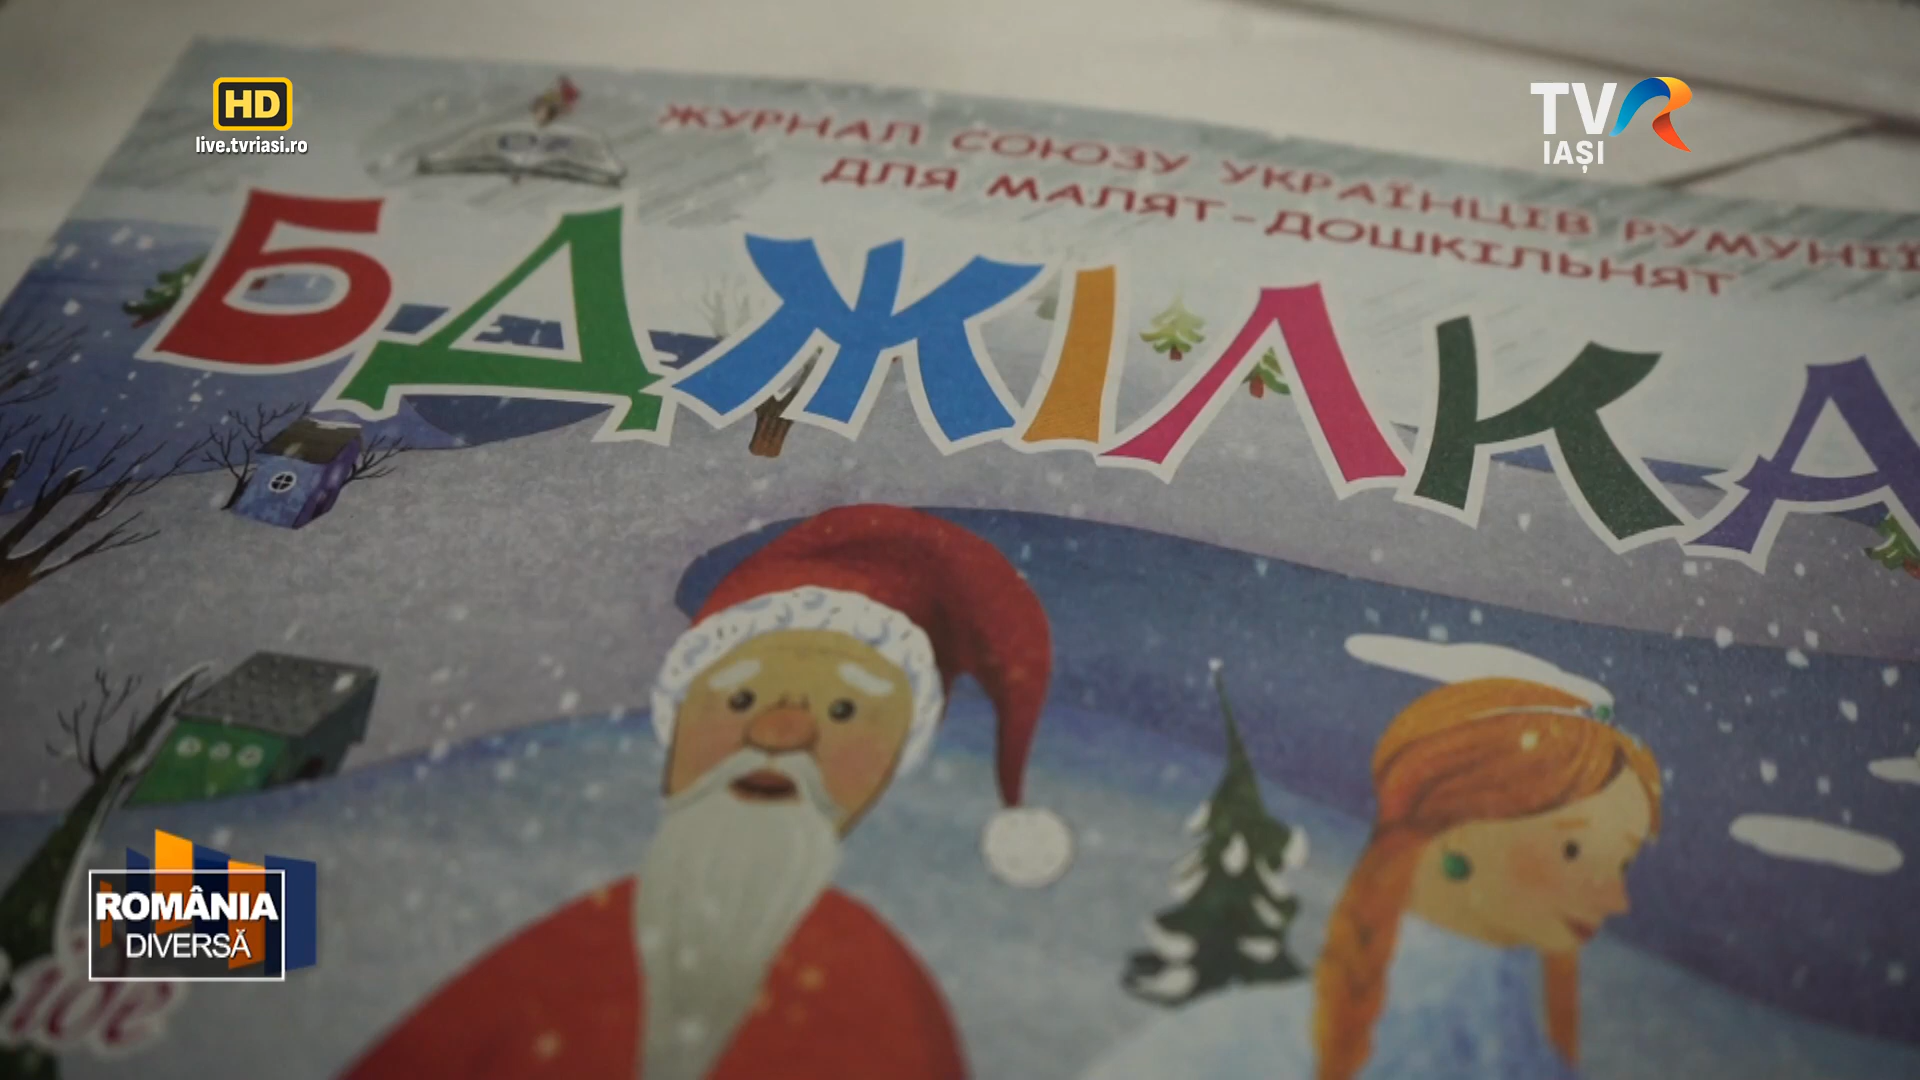 HD
live.tvriasi.ro
TVR
IAȘI
ЖУРНАЛ СОЮЗУ УКРАЇНЦІВ РУМУНІЇ
ДЛЯ МАЛЯТ-ДОШКІЛЬНЯТ
БДЖІЛКА
ROMÂNIA
DIVERSĂ